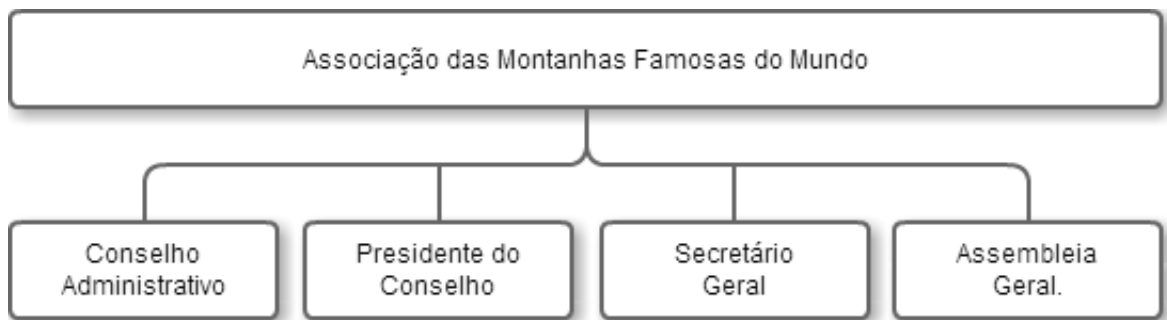 Associação das Montanhas Famosas do Mundo
Conselho
Administrativo
Presidente do
Conselho
Secretário
Geral
Assembleia
Geral.